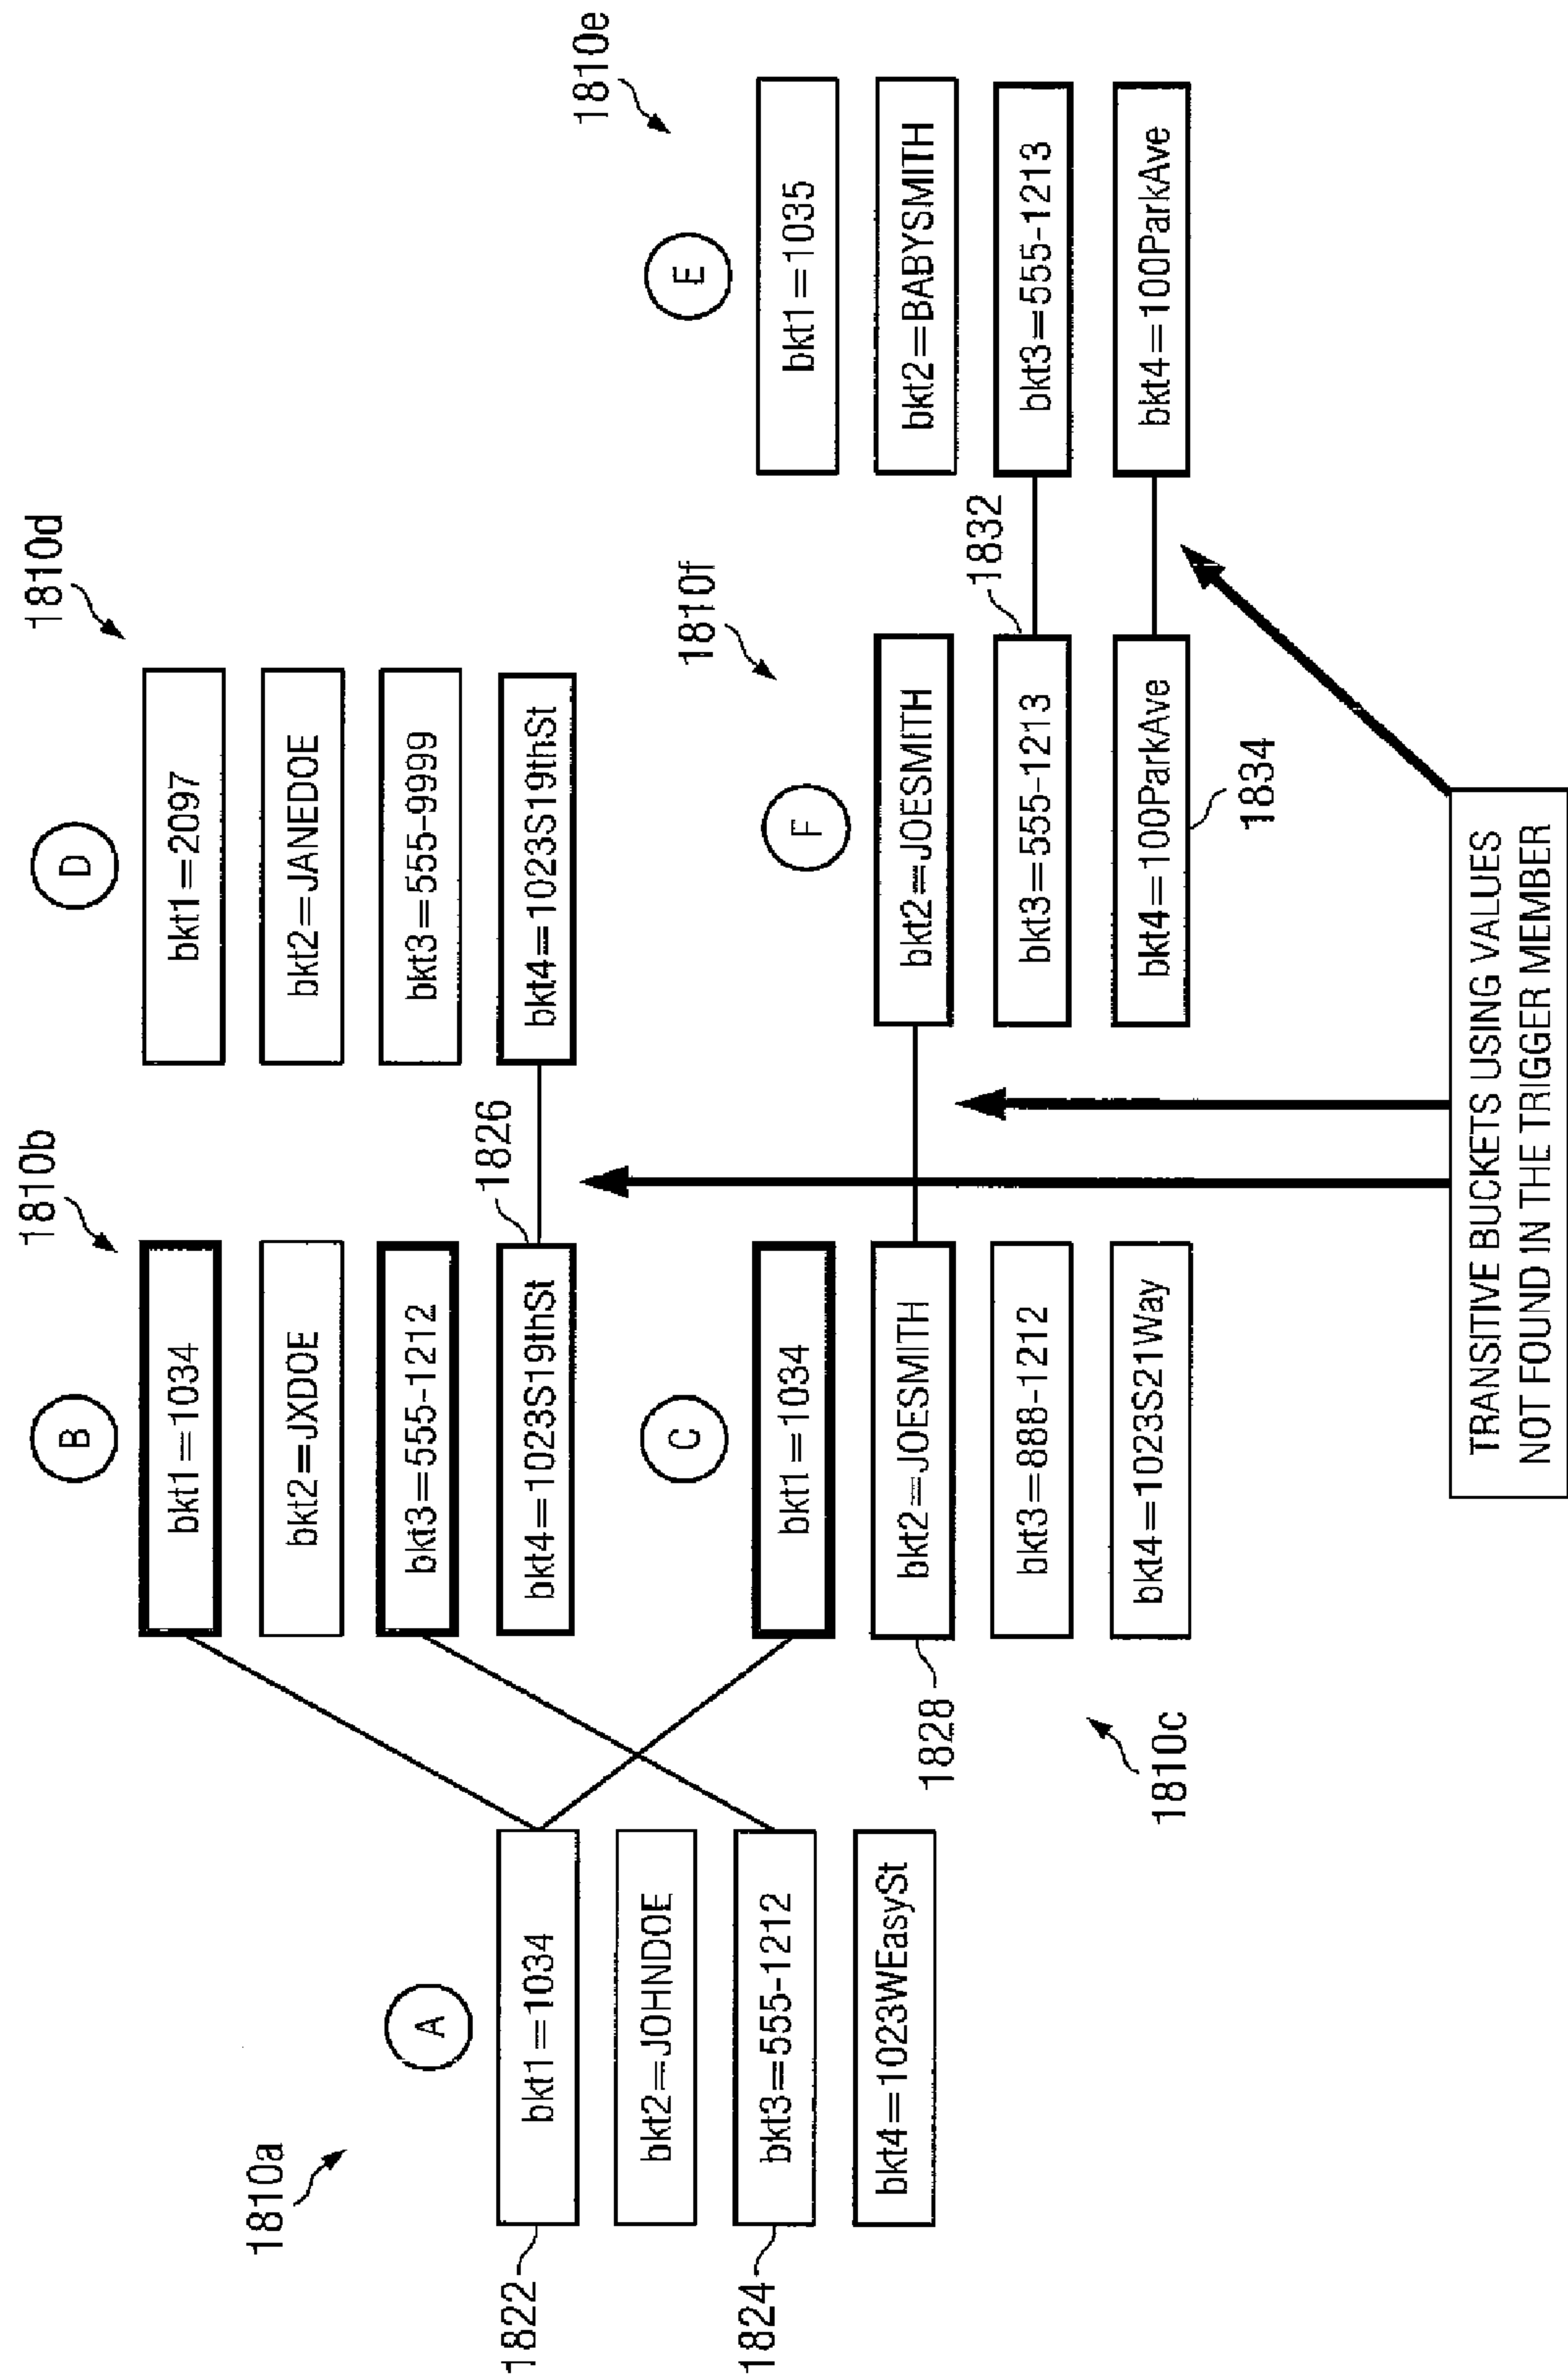 1810a
A
1822
bkt1=1034
bkt2=JOHNDOE
1824
bkt3=555-1212
bkt4=1023WEasySt
1810b
B
bkt1=1034
bkt2=JXDOE
bkt3=555-1212
bkt4=1023S19thSt
1826
1810d
D
bkt1=2097
bkt2=JANEDOE
bkt3=555-9999
bkt4=1023S19thSt
C
bkt1=1034
1828
bkt2=JOESMITH
bkt3=888-1212
bkt4=1023S21Way
1810c
1810f
F
bkt2=JOESMITH
1832
bkt3=555-1213
bkt4=100ParkAve
1834
1810e
E
bkt1=1035
bkt2=BABYSMITH
bkt3=555-1213
bkt4=100ParkAve
TRANSITIVE BUCKETS USING VALUES
NOT FOUND IN THE TRIGGER MEMBER